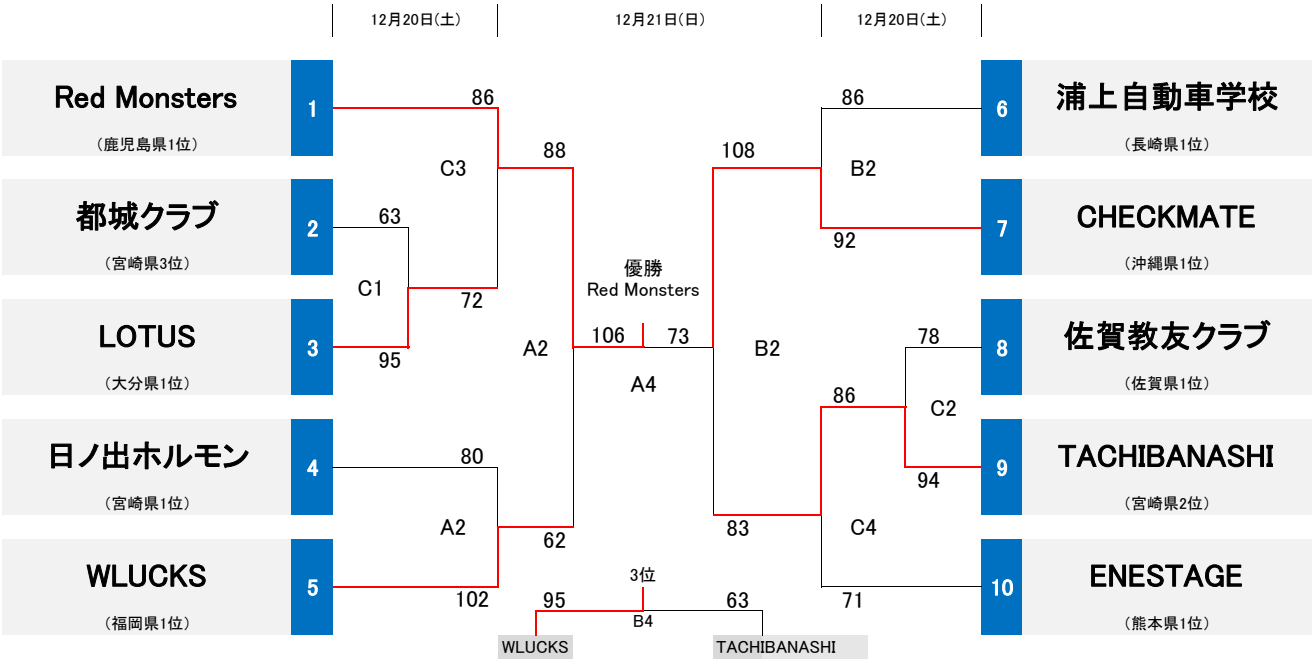 12月20日(土)
12月21日(日)
12月20日(土)
Red Monsters
(鹿児島県1位)
1
都城クラブ
(宮崎県3位)
2
LOTUS
(大分県1位)
3
日ノ出ホルモン
(宮崎県1位)
4
WLUCKS
(福岡県1位)
5
86
C3
63
C1
72
95
80
A2
102
88
A2
62
優勝
Red Monsters
106
73
A4
3位
95
63
B4
WLUCKS
TACHIBANASHI
108
B2
83
86
B2
92
78
86
C2
94
C4
71
6
浦上自動車学校
(長崎県1位)
7
CHECKMATE
(沖縄県1位)
8
佐賀教友クラブ
(佐賀県1位)
9
TACHIBANASHI
(宮崎県2位)
10
ENESTAGE
(熊本県1位)